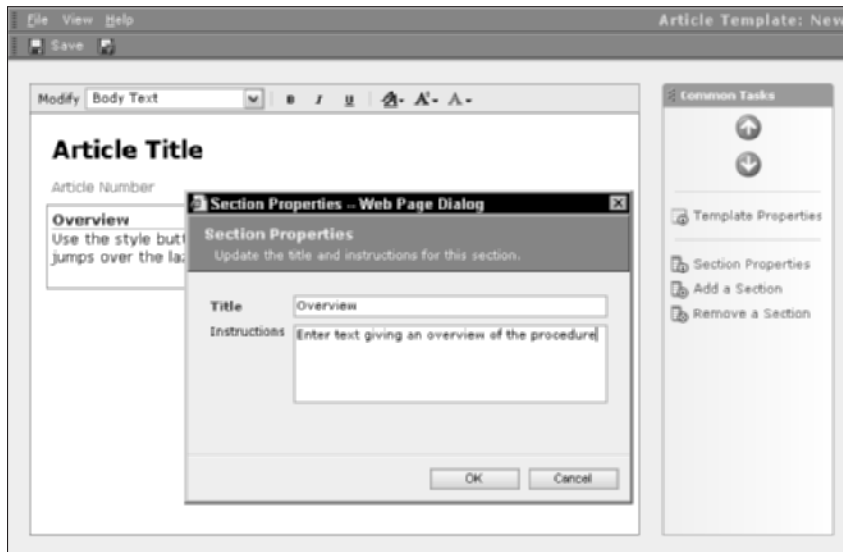 File View Help
Article Template: New
Save
Modify Body Text B I U A A A
Common Tasks
Article Title
Article Number
Overview
Use the style butt
jumps over the la
Section Properties -- Web Page Dialog
Section Properties
Update the title and instructions for this section.
Title Overview
Instructions Enter text giving an overview of the procedure
OK Cancel
Template Properties
Section Properties
Add a Section
Remove a Section